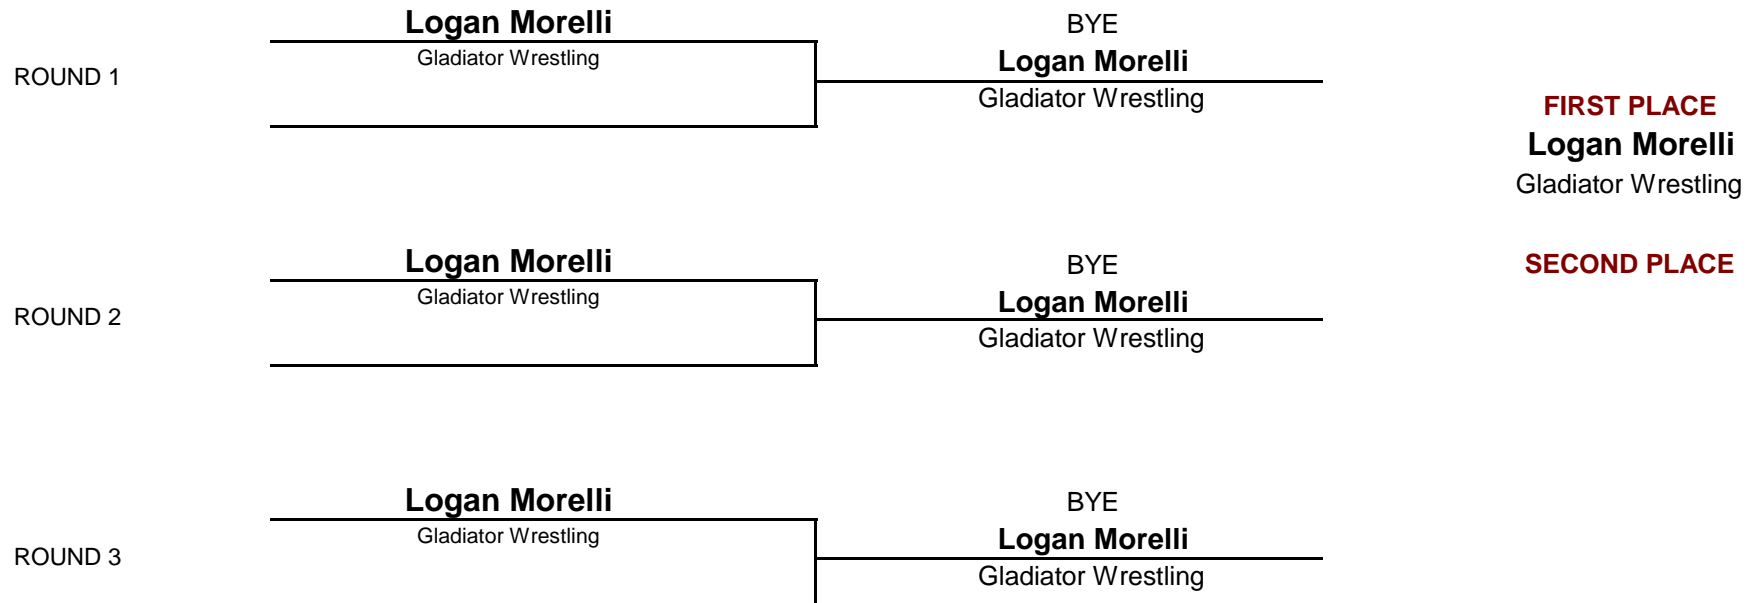 Logan Morelli
Gladiator Wrestling
BYE
Logan Morelli
Gladiator Wrestling
ROUND 1
FIRST PLACE
Logan Morelli
Gladiator Wrestling
Logan Morelli
Gladiator Wrestling
BYE
Logan Morelli
Gladiator Wrestling
SECOND PLACE
ROUND 2
Logan Morelli
Gladiator Wrestling
BYE
Logan Morelli
Gladiator Wrestling
ROUND 3